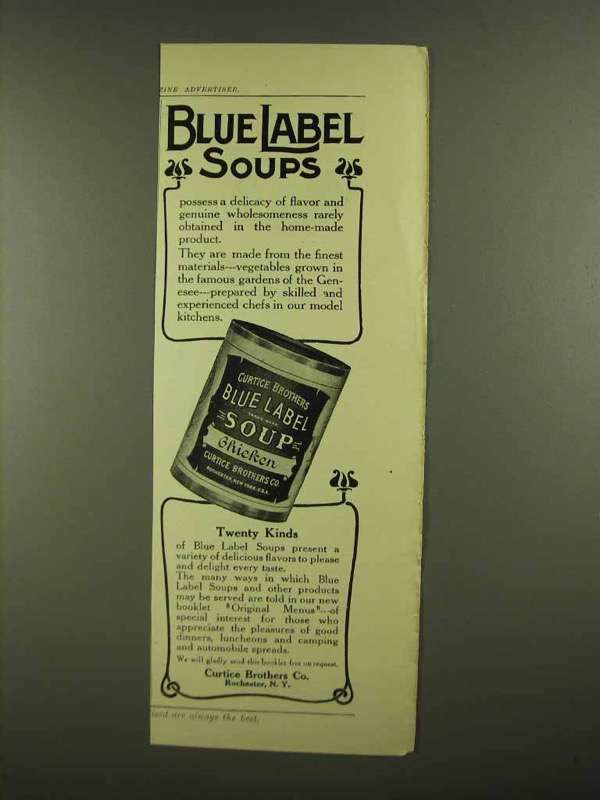 ZINE ADVERTISER.
BLUE LABEL
SOUPS
possess a delicacy of flavor and
genuine wholesomeness rarely
obtained in the home-made
product.
They are made from the finest
materials---vegetables grown in
the famous gardens of the Gen-
esee---prepared by skilled and
experienced chefs in our model
kitchens.
CURTICE BROTHERS
BLUE LABEL
TRADE MARK
SOUP
Chicken
CURTICE BROTHERS CO.
ROCHESTER, NEW YORK, U.S.A.
Twenty Kinds
of Blue Label Soups present a
variety of delicious flavors to please
and delight every taste.
The many ways in which Blue
Label Soups and other products
may be served are told in our new
booklet "Original Menus"---of
special interest for those who
appreciate the pleasures of good
dinners, luncheons and camping
and automobile spreads.
We will gladly send this booklet free on request.
Curtice Brothers Co.
Rochester, N. Y.
ised are always the best.